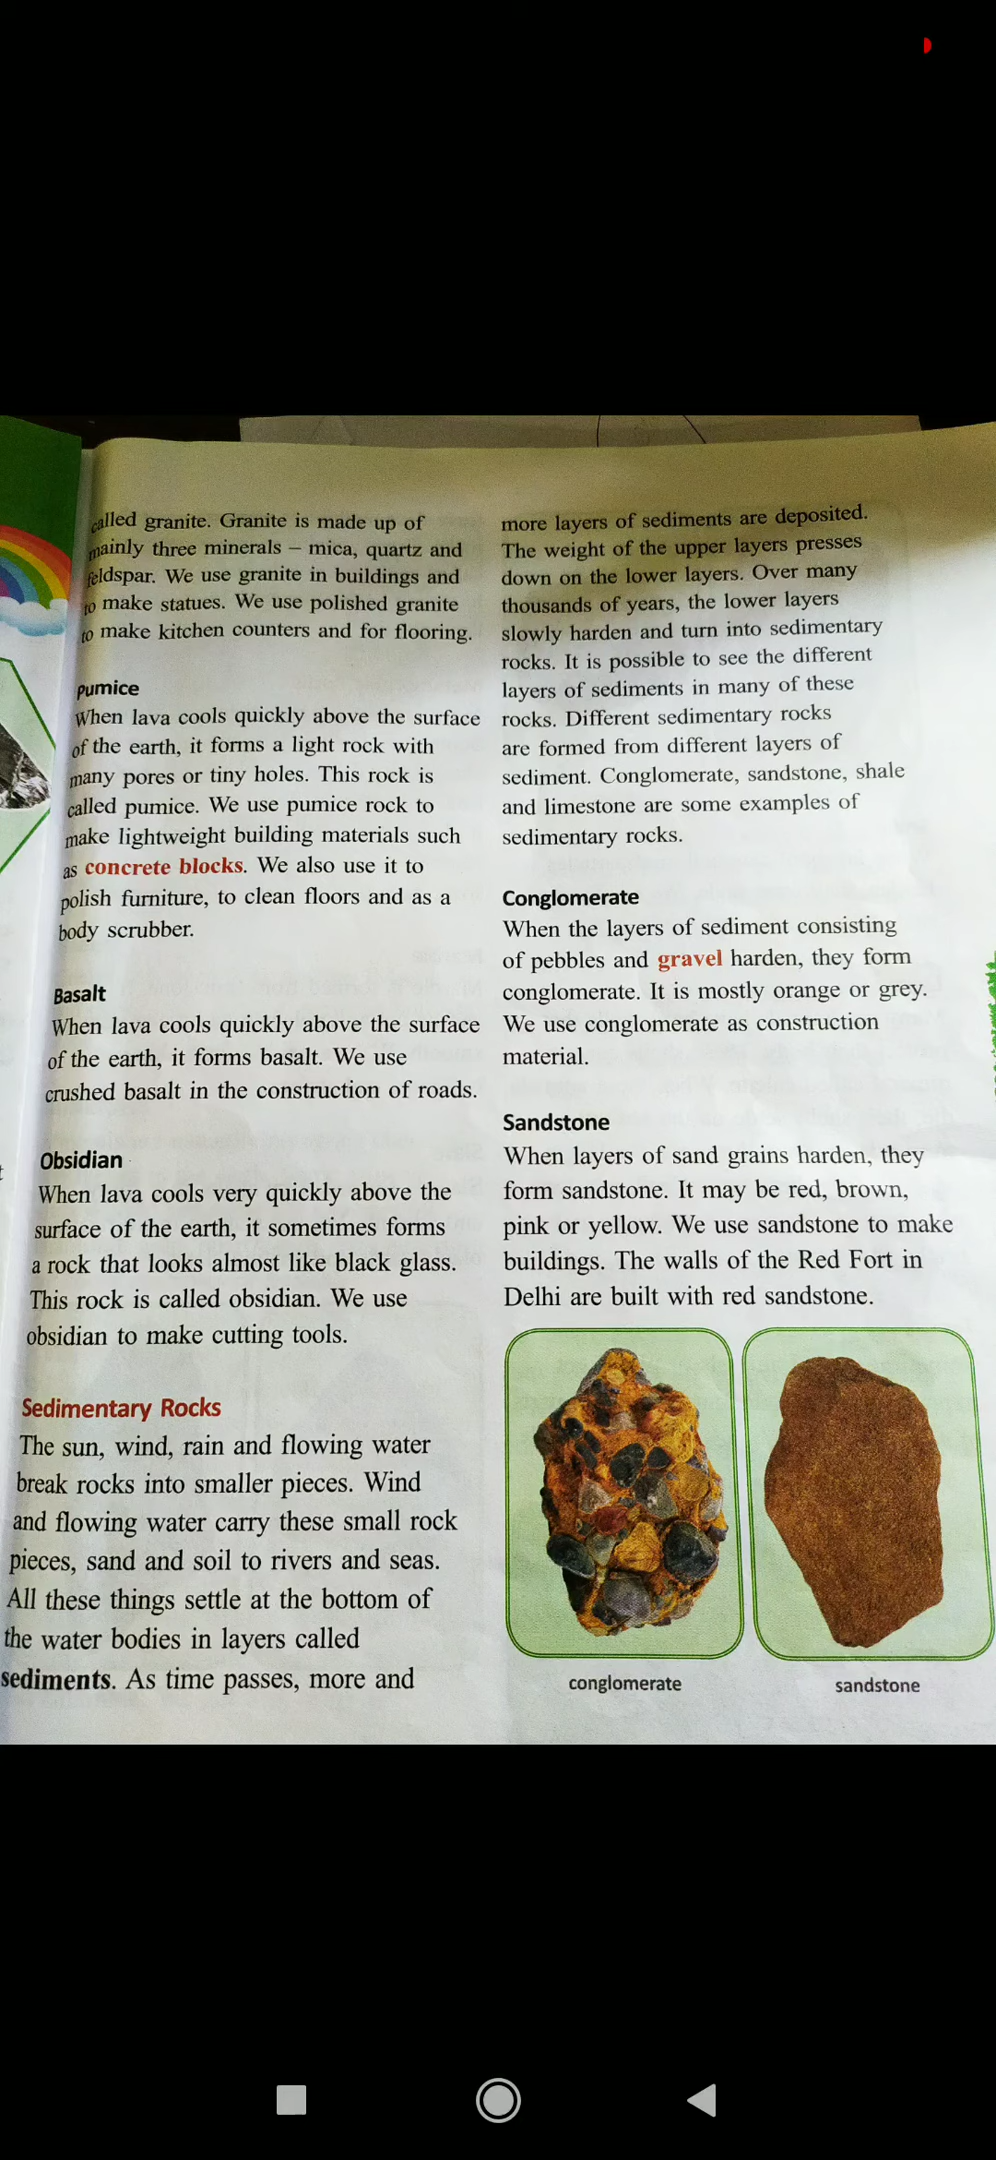 called granite. Granite is made up of
mainly three minerals – mica, quartz and
feldspar. We use granite in buildings and
to make statues. We use polished granite
to make kitchen counters and for flooring.
Pumice
When lava cools quickly above the surface
of the earth, it forms a light rock with
many pores or tiny holes. This rock is
called pumice. We use pumice rock to
make lightweight building materials such
as concrete blocks. We also use it to
polish furniture, to clean floors and as a
body scrubber.
Basalt
When lava cools quickly above the surface
of the earth, it forms basalt. We use
crushed basalt in the construction of roads.
Obsidian
When lava cools very quickly above the
surface of the earth, it sometimes forms
a rock that looks almost like black glass.
This rock is called obsidian. We use
obsidian to make cutting tools.
Sedimentary Rocks
The sun, wind, rain and flowing water
break rocks into smaller pieces. Wind
and flowing water carry these small rock
pieces, sand and soil to rivers and seas.
All these things settle at the bottom of
the water bodies in layers called
sediments. As time passes, more and
more layers of sediments are deposited.
The weight of the upper layers presses
down on the lower layers. Over many
thousands of years, the lower layers
slowly harden and turn into sedimentary
rocks. It is possible to see the different
layers of sediments in many of these
rocks. Different sedimentary rocks
are formed from different layers of
sediment. Conglomerate, sandstone, shale
and limestone are some examples of
sedimentary rocks.
Conglomerate
When the layers of sediment consisting
of pebbles and gravel harden, they form
conglomerate. It is mostly orange or grey.
We use conglomerate as construction
material.
Sandstone
When layers of sand grains harden, they
form sandstone. It may be red, brown,
pink or yellow. We use sandstone to make
buildings. The walls of the Red Fort in
Delhi are built with red sandstone.
conglomerate
sandstone